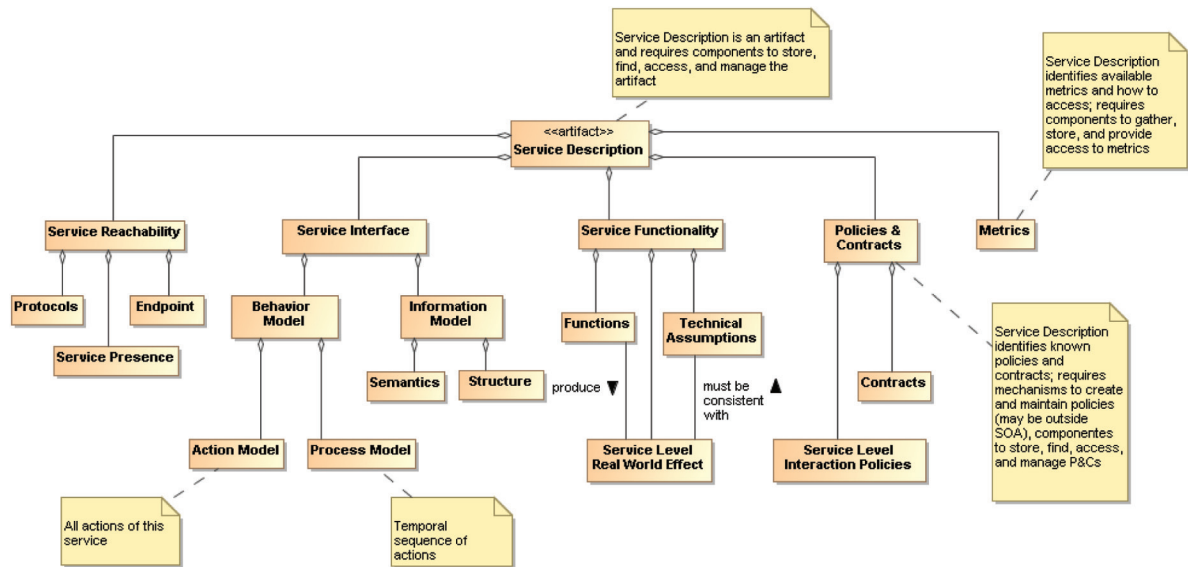 Service Description is an artifact
and requires components to store,
find, access, and manage the
artifact
Service Description
identifies available
metrics and how to
access; requires
components to gather,
store, and provide
access to metrics
<<artifact>>
Service Description
Service Reachability
Service Interface
Service Functionality
Policies &
Contracts
Metrics
Protocols
Endpoint
Service Presence
Behavior
Model
Information
Model
Semantics
Structure
Functions
Technical
Assumptions
produce ▼
must be ▲
consistent
with
Contracts
Service Description
identifies known
policies and
contracts; requires
mechanisms to create
and maintain policies
(may be outside
SOA), componentes
to store, find, access,
and manage P&Cs
Action Model
Process Model
Service Level
Real World Effect
Service Level
Interaction Policies
All actions of this
service
Temporal
sequence of
actions